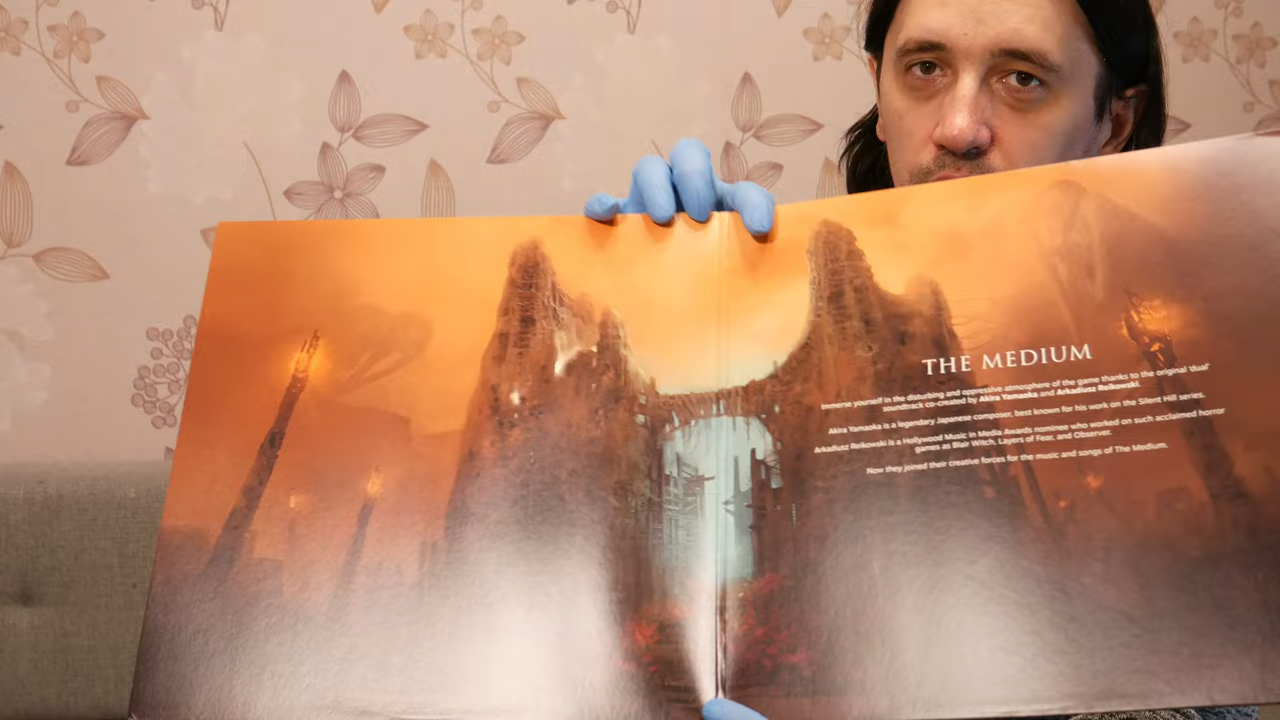 THE MEDIUM
Immerse yourself in the disturbing and oppressive atmosphere of the game thanks to the original 'dual'
soundtrack co-created by Akira Yamaoka and Arkadiusz Reikowski.
Akira Yamaoka is a legendary Japanese composer, best known for his work on the Silent Hill series.
Arkadiusz Reikowski is a Hollywood Music in Media Awards nominee who worked on such acclaimed horror
games as Blair Witch, Layers of Fear, and Observer.
Now they joined their creative forces for the music and songs of The Medium.